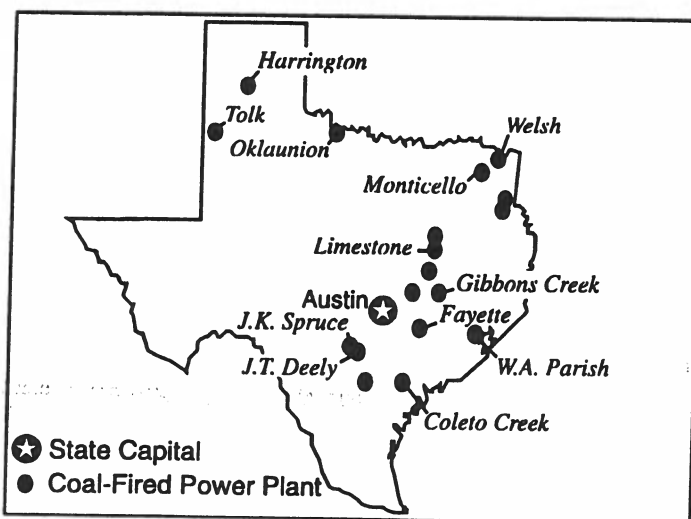 Harrington
Tolk
Oklaunion
Welsh
Monticello
Limestone
Gibbons Creek
Austin
Fayette
J.K. Spruce
J.T. Deely
W.A. Parish
Coleto Creek
State Capital
Coal-Fired Power Plant